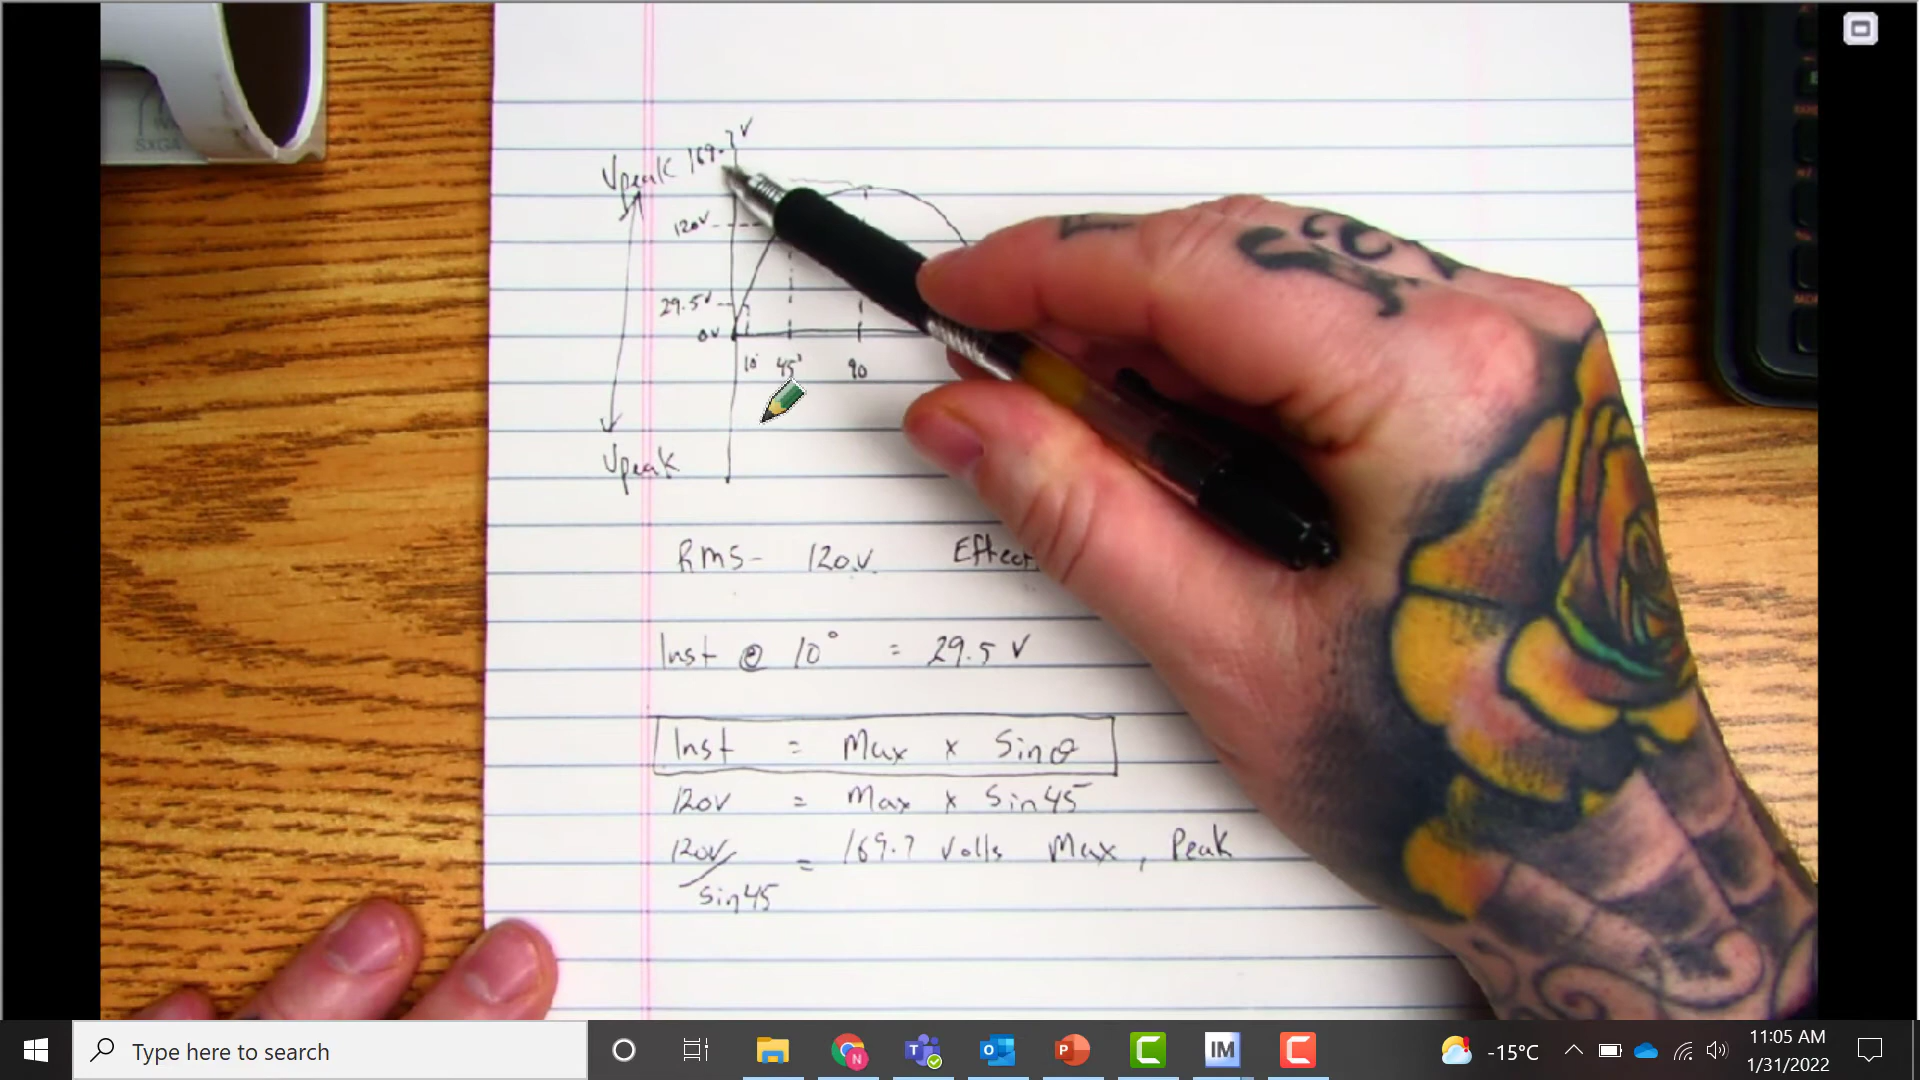 SXGA
Vpeak 169.7V
120V
29.5V
0V
10° 45° 90
Vpeak
RMS- 120V. Effect
Inst @ 10° = 29.5 V
Inst = Max x Sinθ
120V = Max x Sin45
120V/Sin45 = 169.7 Volts Max, Peak
Type here to search
-15°C
11:05 AM
1/31/2022